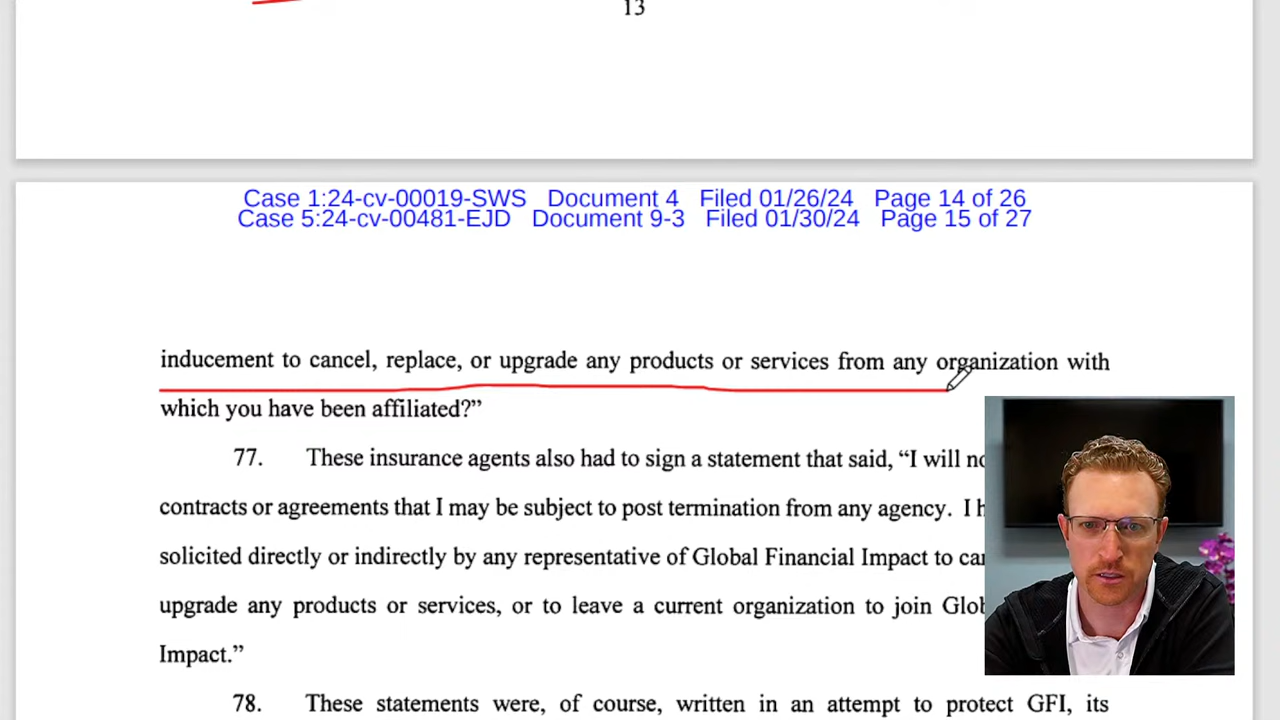 13
Case 1:24-cv-00019-SWS Document 4 Filed 01/26/24 Page 14 of 26
Case 5:24-cv-00481-EJD Document 9-3 Filed 01/30/24 Page 15 of 27
inducement to cancel, replace, or upgrade any products or services from any organization with
which you have been affiliated?”
77. These insurance agents also had to sign a statement that said, “I will
contracts or agreements that I may be subject to post termination from any agency. I
solicited directly or indirectly by any representative of Global Financial Impact to
upgrade any products or services, or to leave a current organization to join
Impact.”
78. These statements were, of course, written in an attempt to protect GFI, its